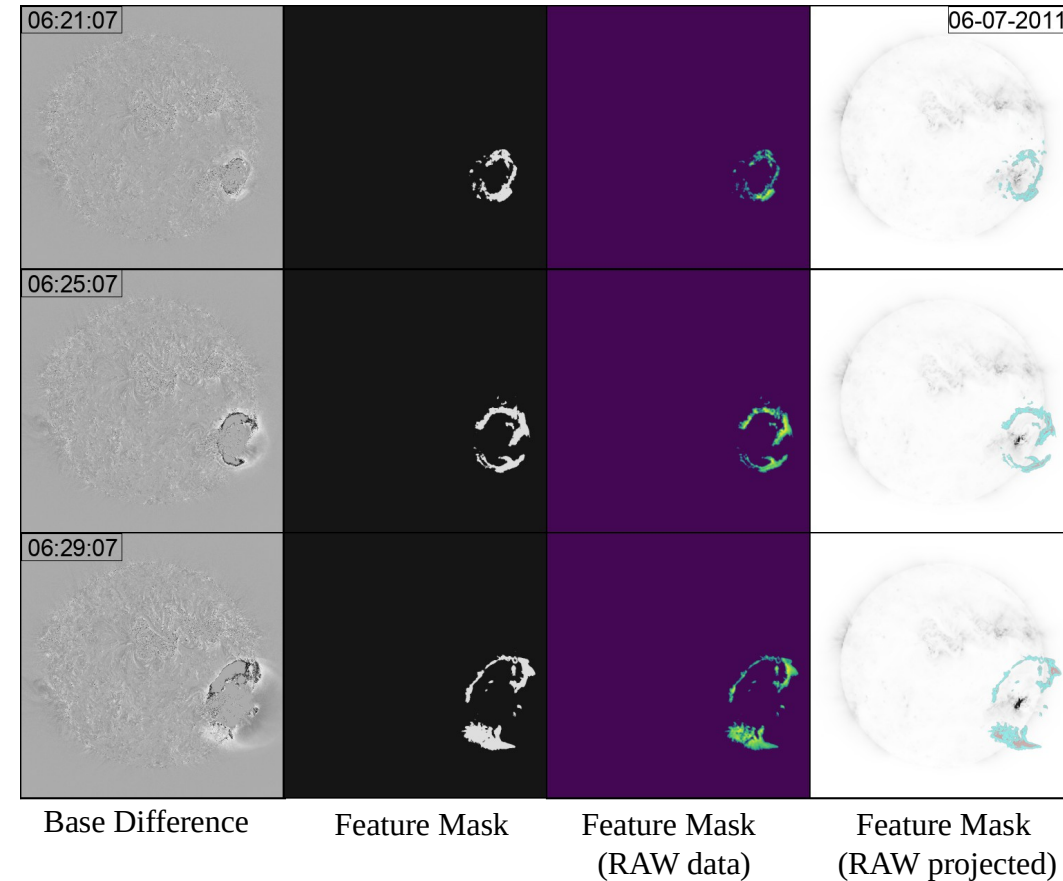 06:21:07
06-07-2011
06:25:07
06:29:07
Base Difference
Feature Mask
Feature Mask
(RAW data)
Feature Mask
(RAW projected)